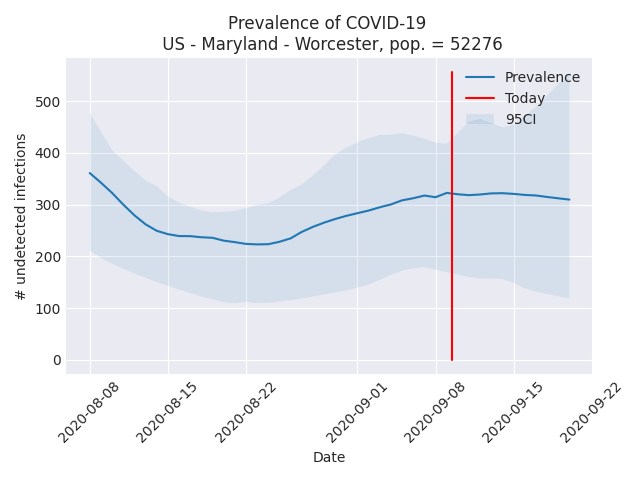 Prevalence of COVID-19
US - Maryland - Worcester, pop. = 52276
Prevalence
Today
95CI
# undetected infections
500
400
300
200
100
0
2020-08-08
2020-08-15
2020-08-22
2020-09-01
2020-09-08
2020-09-15
2020-09-22
Date